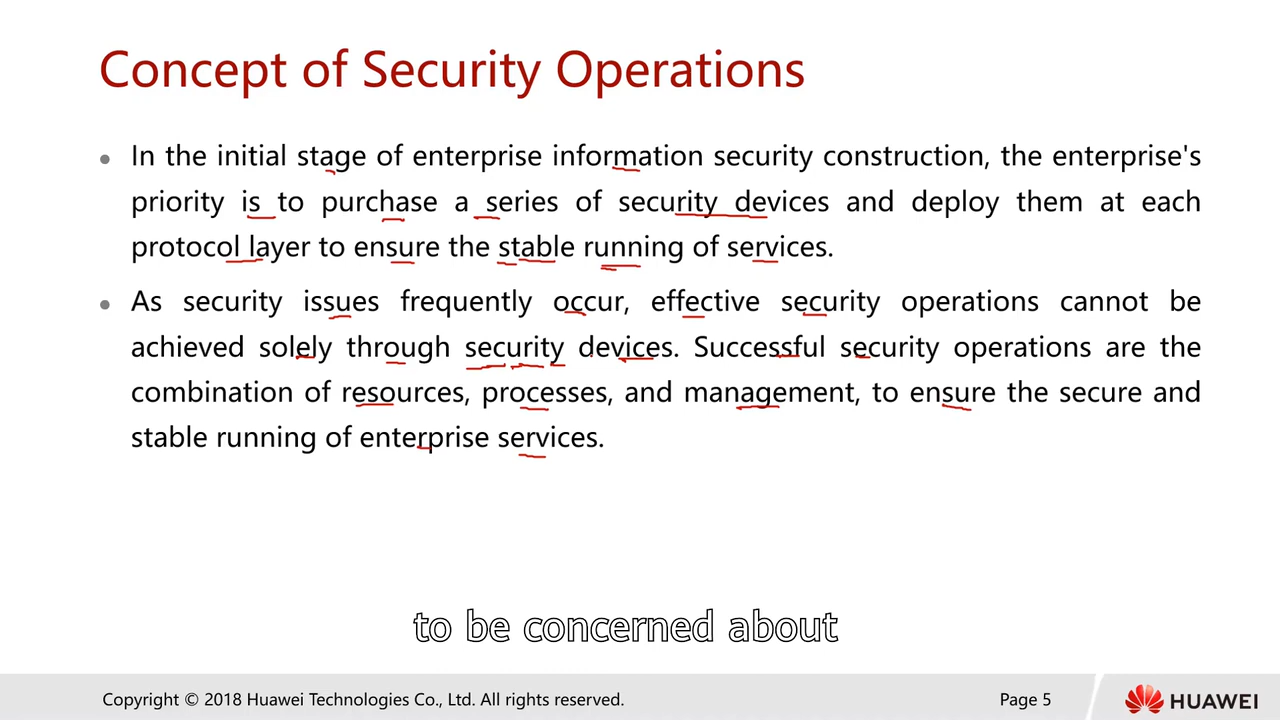 Concept of Security Operations
In the initial stage of enterprise information security construction, the enterprise's
priority is to purchase a series of security devices and deploy them at each
protocol layer to ensure the stable running of services.
As security issues frequently occur, effective security operations cannot be
achieved solely through security devices. Successful security operations are the
combination of resources, processes, and management, to ensure the secure and
stable running of enterprise services.
to be concerned about
Copyright © 2018 Huawei Technologies Co., Ltd. All rights reserved.
Page 5
HUAWEI